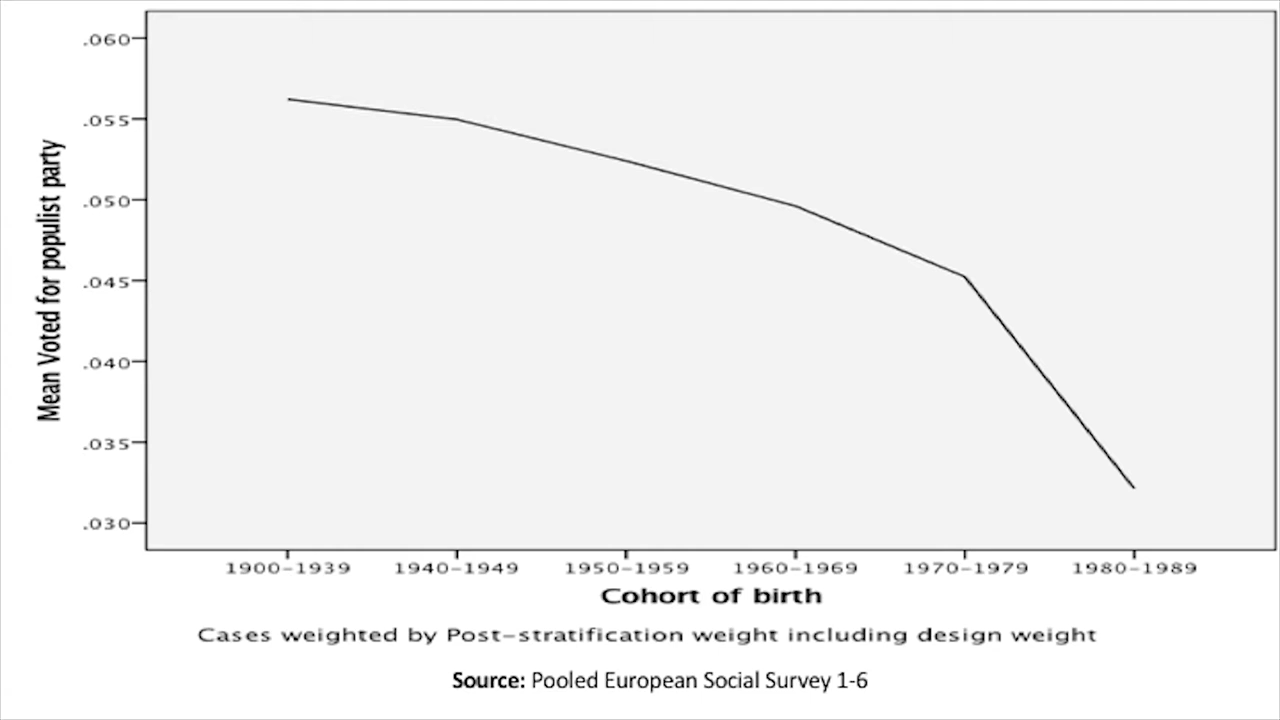 Mean Voted for populist party
.060
.055
.050
.045
.040
.035
.030
1900-1939 1940-1949 1950-1959 1960-1969 1970-1979 1980-1989
Cohort of birth
Cases weighted by Post-stratification weight including design weight
Source: Pooled European Social Survey 1-6